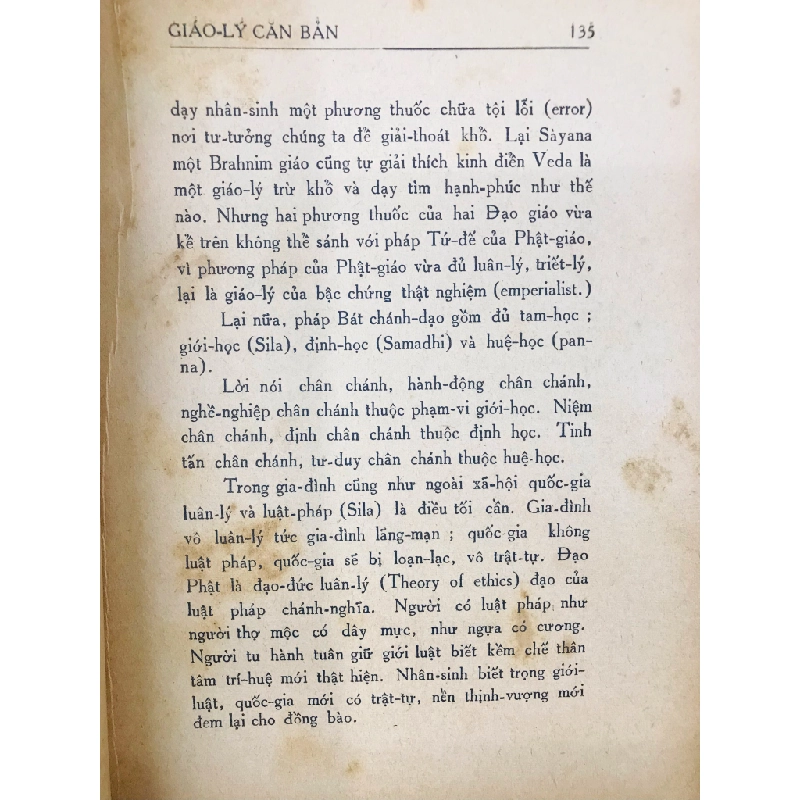 GIÁO-LÝ CĂN BẢN 135
dạy nhân-sinh một phương thuốc chữa tội lỗi (error)
nơi tư-tưởng chúng ta để giải-thoát khổ. Lại Sàyana
một Brahnim giáo cũng tự giải thích kinh điển Veda là
một giáo-lý trừ khổ và dạy tìm hạnh-phúc như thế
nào. Nhưng hai phương thuốc của hai Đạo giáo vừa
kể trên không thể sánh với pháp Tứ-đế của Phật-giáo,
vì phương pháp của Phật-giáo vừa đủ luân-lý, triết-lý,
lại là giáo-lý của bậc chứng thật nghiệm (emperialist.)
Lại nữa, pháp Bát chánh-đạo gồm đủ tam-học ;
giới-học (Sila), định-học (Samadhi) và huệ-học (pan-
na).
Lời nói chân chánh, hành-động chân chánh,
nghề-nghiệp chân chánh thuộc phạm-vi giới-học. Niệm
chân chánh, định chân chánh thuộc định học. Tinh
tấn chân chánh, tư-duy chân chánh thuộc huệ-học.
Trong gia-đình cũng như ngoài xã-hội quốc-gia
luân-lý và luật-pháp (Sila) là điều tối cần. Gia-đình
vô luân-lý tức gia-đình lãng-mạn ; quốc-gia không
luật pháp, quốc-gia sẽ bị loạn-lạc, vô trật-tự. Đạo
Phật là đạo-đức luân-lý (Theory of ethics) đạo của
luật pháp chánh-nghĩa. Người có luật pháp như
người thợ mộc có dây mực, như ngựa có cương.
Người tu hành tuân giữ giới luật biết kềm chế thân
tâm trí-huệ mới thật hiện. Nhân-sinh biết trọng giới-
luật, quốc-gia mới có trật-tự, nền thịnh-vượng mới
đem lại cho đồng bào.